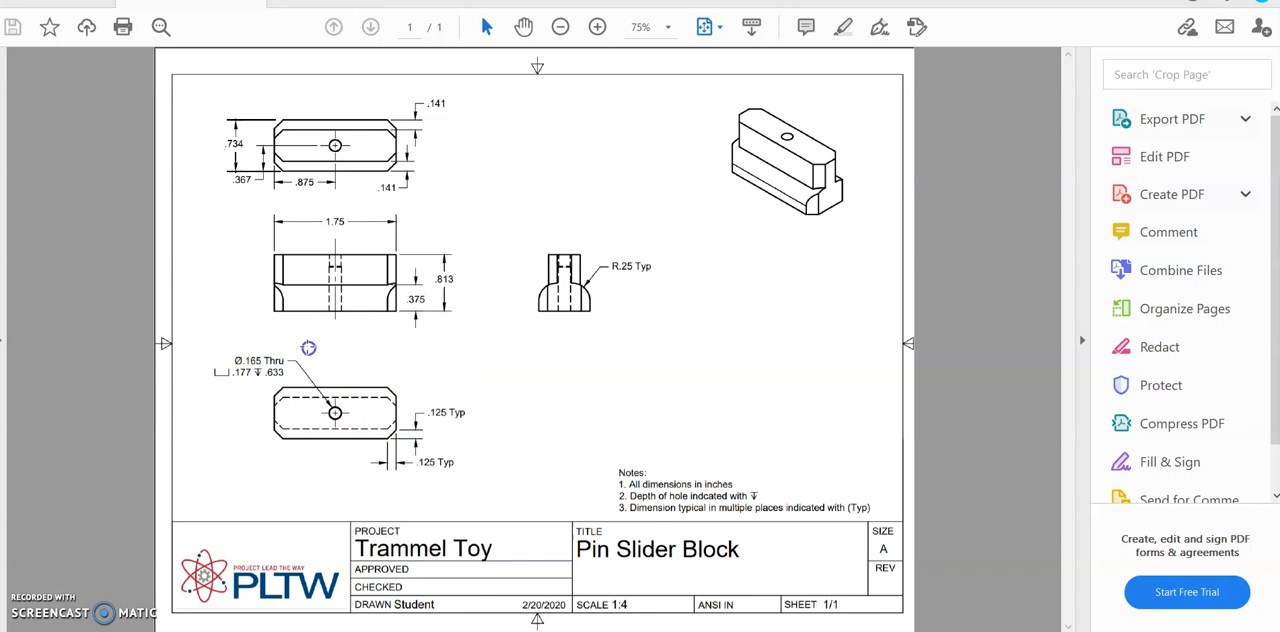 1 / 1
75%
Search 'Crop Page'
Export PDF
Edit PDF
Create PDF
Comment
Combine Files
Organize Pages
Redact
Protect
Compress PDF
Fill & Sign
Send for Comme
Create, edit and sign PDF
forms & agreements
Start Free Trial
.141
.734
.367
.875
.141
1.75
.813
.375
R.25 Typ
Ø.165 Thru
⌴ .177 ↧ .633
.125 Typ
.125 Typ
Notes:
1. All dimensions in inches
2. Depth of hole indcated with ↧
3. Dimension typical in multiple places indicated with (Typ)
PROJECT LEAD THE WAY
PLTW
PROJECT
Trammel Toy
APPROVED
CHECKED
DRAWN Student 2/20/2020
TITLE
Pin Slider Block
SIZE
A
REV
SCALE 1:4
ANSI IN
SHEET 1/1
RECORDED WITH
SCREENCAST MATIC